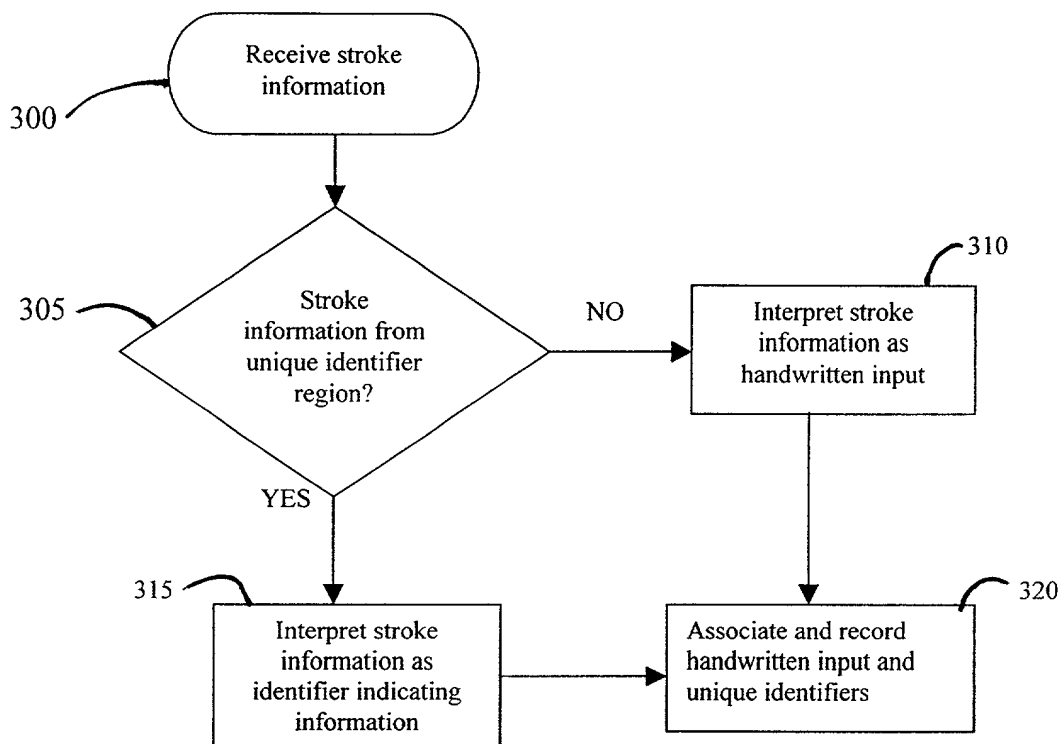 Receive stroke
information
300
305
Stroke
information from
unique identifier
region?
NO
310
Interpret stroke
information as
handwritten input
YES
315
Interpret stroke
information as
identifier indicating
information
320
Associate and record
handwritten input and
unique identifiers